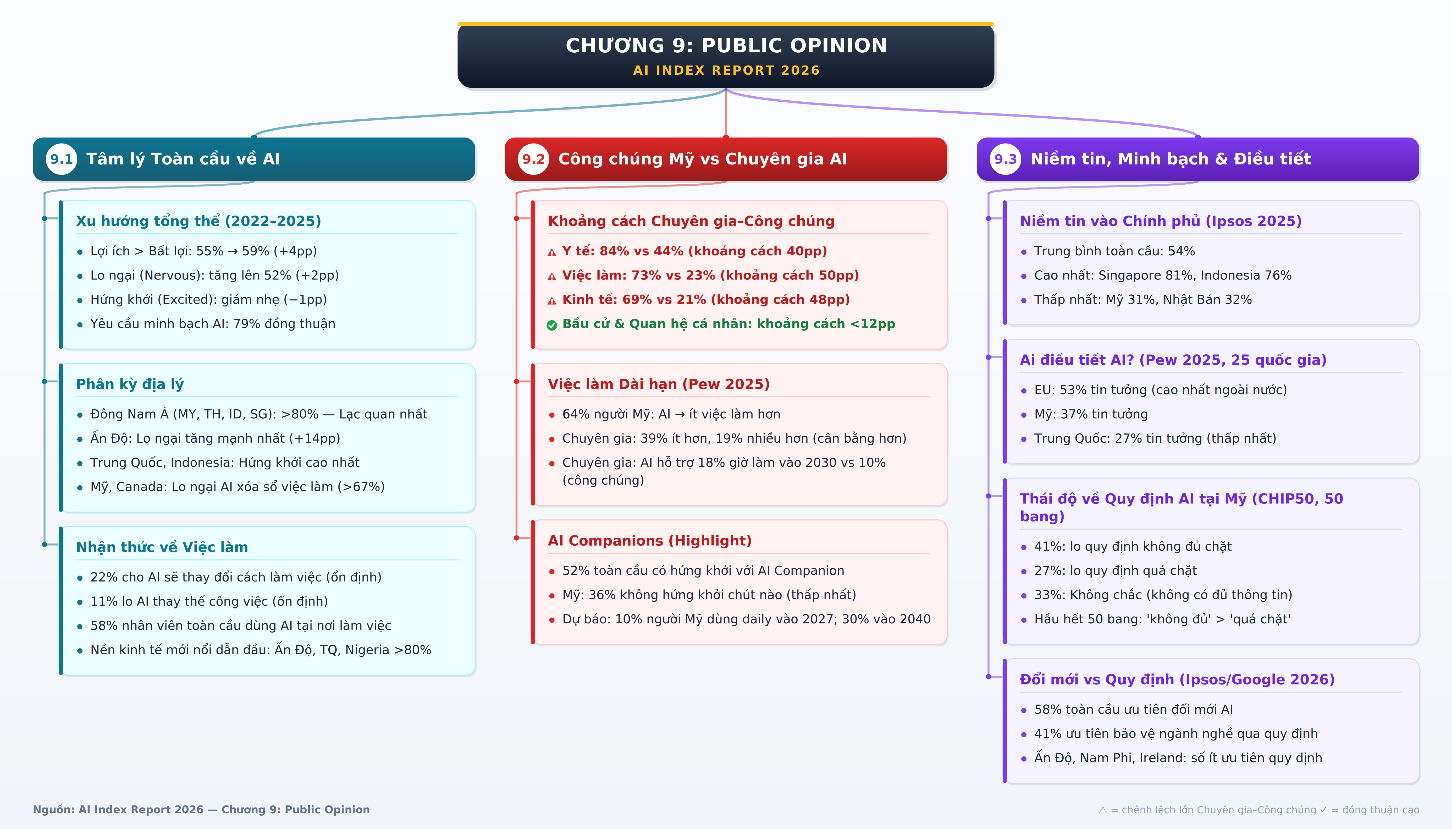 CHƯƠNG 9: PUBLIC OPINION
AI INDEX REPORT 2026
9.1 Tâm lý Toàn cầu về AI
Xu hướng tổng thể (2022–2025)
• Lợi ích > Bất lợi: 55% → 59% (+4pp)
• Lo ngại (Nervous): tăng lên 52% (+2pp)
• Hứng khởi (Excited): giảm nhẹ (−1pp)
• Yêu cầu minh bạch AI: 79% đồng thuận
Phân kỳ địa lý
• Đông Nam Á (MY, TH, ID, SG): >80% — Lạc quan nhất
• Ấn Độ: Lo ngại tăng mạnh nhất (+14pp)
• Trung Quốc, Indonesia: Hứng khởi cao nhất
• Mỹ, Canada: Lo ngại AI xóa sổ việc làm (>67%)
Nhận thức về Việc làm
• 22% cho AI sẽ thay đổi cách làm việc (ổn định)
• 11% lo AI thay thế công việc (ổn định)
• 58% nhân viên toàn cầu dùng AI tại nơi làm việc
• Nền kinh tế mới nổi dẫn đầu: Ấn Độ, TQ, Nigeria >80%
9.2 Công chúng Mỹ vs Chuyên gia AI
Khoảng cách Chuyên gia–Công chúng
⚠ Y tế: 84% vs 44% (khoảng cách 40pp)
⚠ Việc làm: 73% vs 23% (khoảng cách 50pp)
⚠ Kinh tế: 69% vs 21% (khoảng cách 48pp)
✓ Bầu cử & Quan hệ cá nhân: khoảng cách <12pp
Việc làm Dài hạn (Pew 2025)
• 64% người Mỹ: AI → ít việc làm hơn
• Chuyên gia: 39% ít hơn, 19% nhiều hơn (cân bằng hơn)
• Chuyên gia: AI hỗ trợ 18% giờ làm vào 2030 vs 10%
(công chúng)
AI Companions (Highlight)
• 52% toàn cầu có hứng khởi với AI Companion
• Mỹ: 36% không hứng khởi chút nào (thấp nhất)
• Dự báo: 10% người Mỹ dùng daily vào 2027; 30% vào 2040
9.3 Niềm tin, Minh bạch & Điều tiết
Niềm tin vào Chính phủ (Ipsos 2025)
• Trung bình toàn cầu: 54%
• Cao nhất: Singapore 81%, Indonesia 76%
• Thấp nhất: Mỹ 31%, Nhật Bản 32%
Ai điều tiết AI? (Pew 2025, 25 quốc gia)
• EU: 53% tin tưởng (cao nhất ngoài nước)
• Mỹ: 37% tin tưởng
• Trung Quốc: 27% tin tưởng (thấp nhất)
Thái độ về Quy định AI tại Mỹ (CHIP50, 50
bang)
• 41%: lo quy định không đủ chặt
• 27%: lo quy định quá chặt
• 33%: Không chắc (không có đủ thông tin)
• Hầu hết 50 bang: 'không đủ' > 'quá chặt'
Đổi mới vs Quy định (Ipsos/Google 2026)
• 58% toàn cầu ưu tiên đổi mới AI
• 41% ưu tiên bảo vệ ngành nghề qua quy định
• Ấn Độ, Nam Phi, Ireland: số ít ưu tiên quy định
Nguồn: AI Index Report 2026 — Chương 9: Public Opinion
⚠ = chênh lệch lớn Chuyên gia–Công chúng ✓ = đồng thuận cao